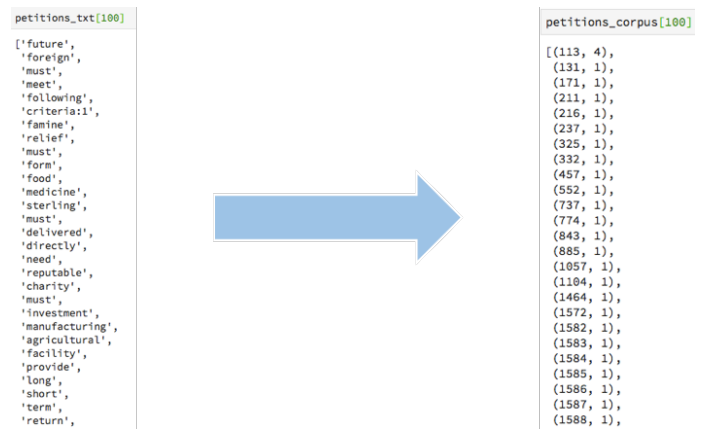 petitions_txt[100]
['future',
'foreign',
'must',
'meet',
'following',
'criteria:1',
'famine',
'relief',
'must',
'form',
'food',
'medicine',
'sterling',
'must',
'delivered',
'directly',
'need',
'reputable',
'charity',
'must',
'investment',
'manufacturing',
'agricultural',
'facility',
'provide',
'long',
'short',
'term',
'return',
petitions_corpus[100]
[(113, 4),
(131, 1),
(171, 1),
(211, 1),
(216, 1),
(237, 1),
(325, 1),
(332, 1),
(457, 1),
(552, 1),
(737, 1),
(774, 1),
(843, 1),
(885, 1),
(1057, 1),
(1104, 1),
(1464, 1),
(1572, 1),
(1582, 1),
(1583, 1),
(1584, 1),
(1585, 1),
(1586, 1),
(1587, 1),
(1588, 1),